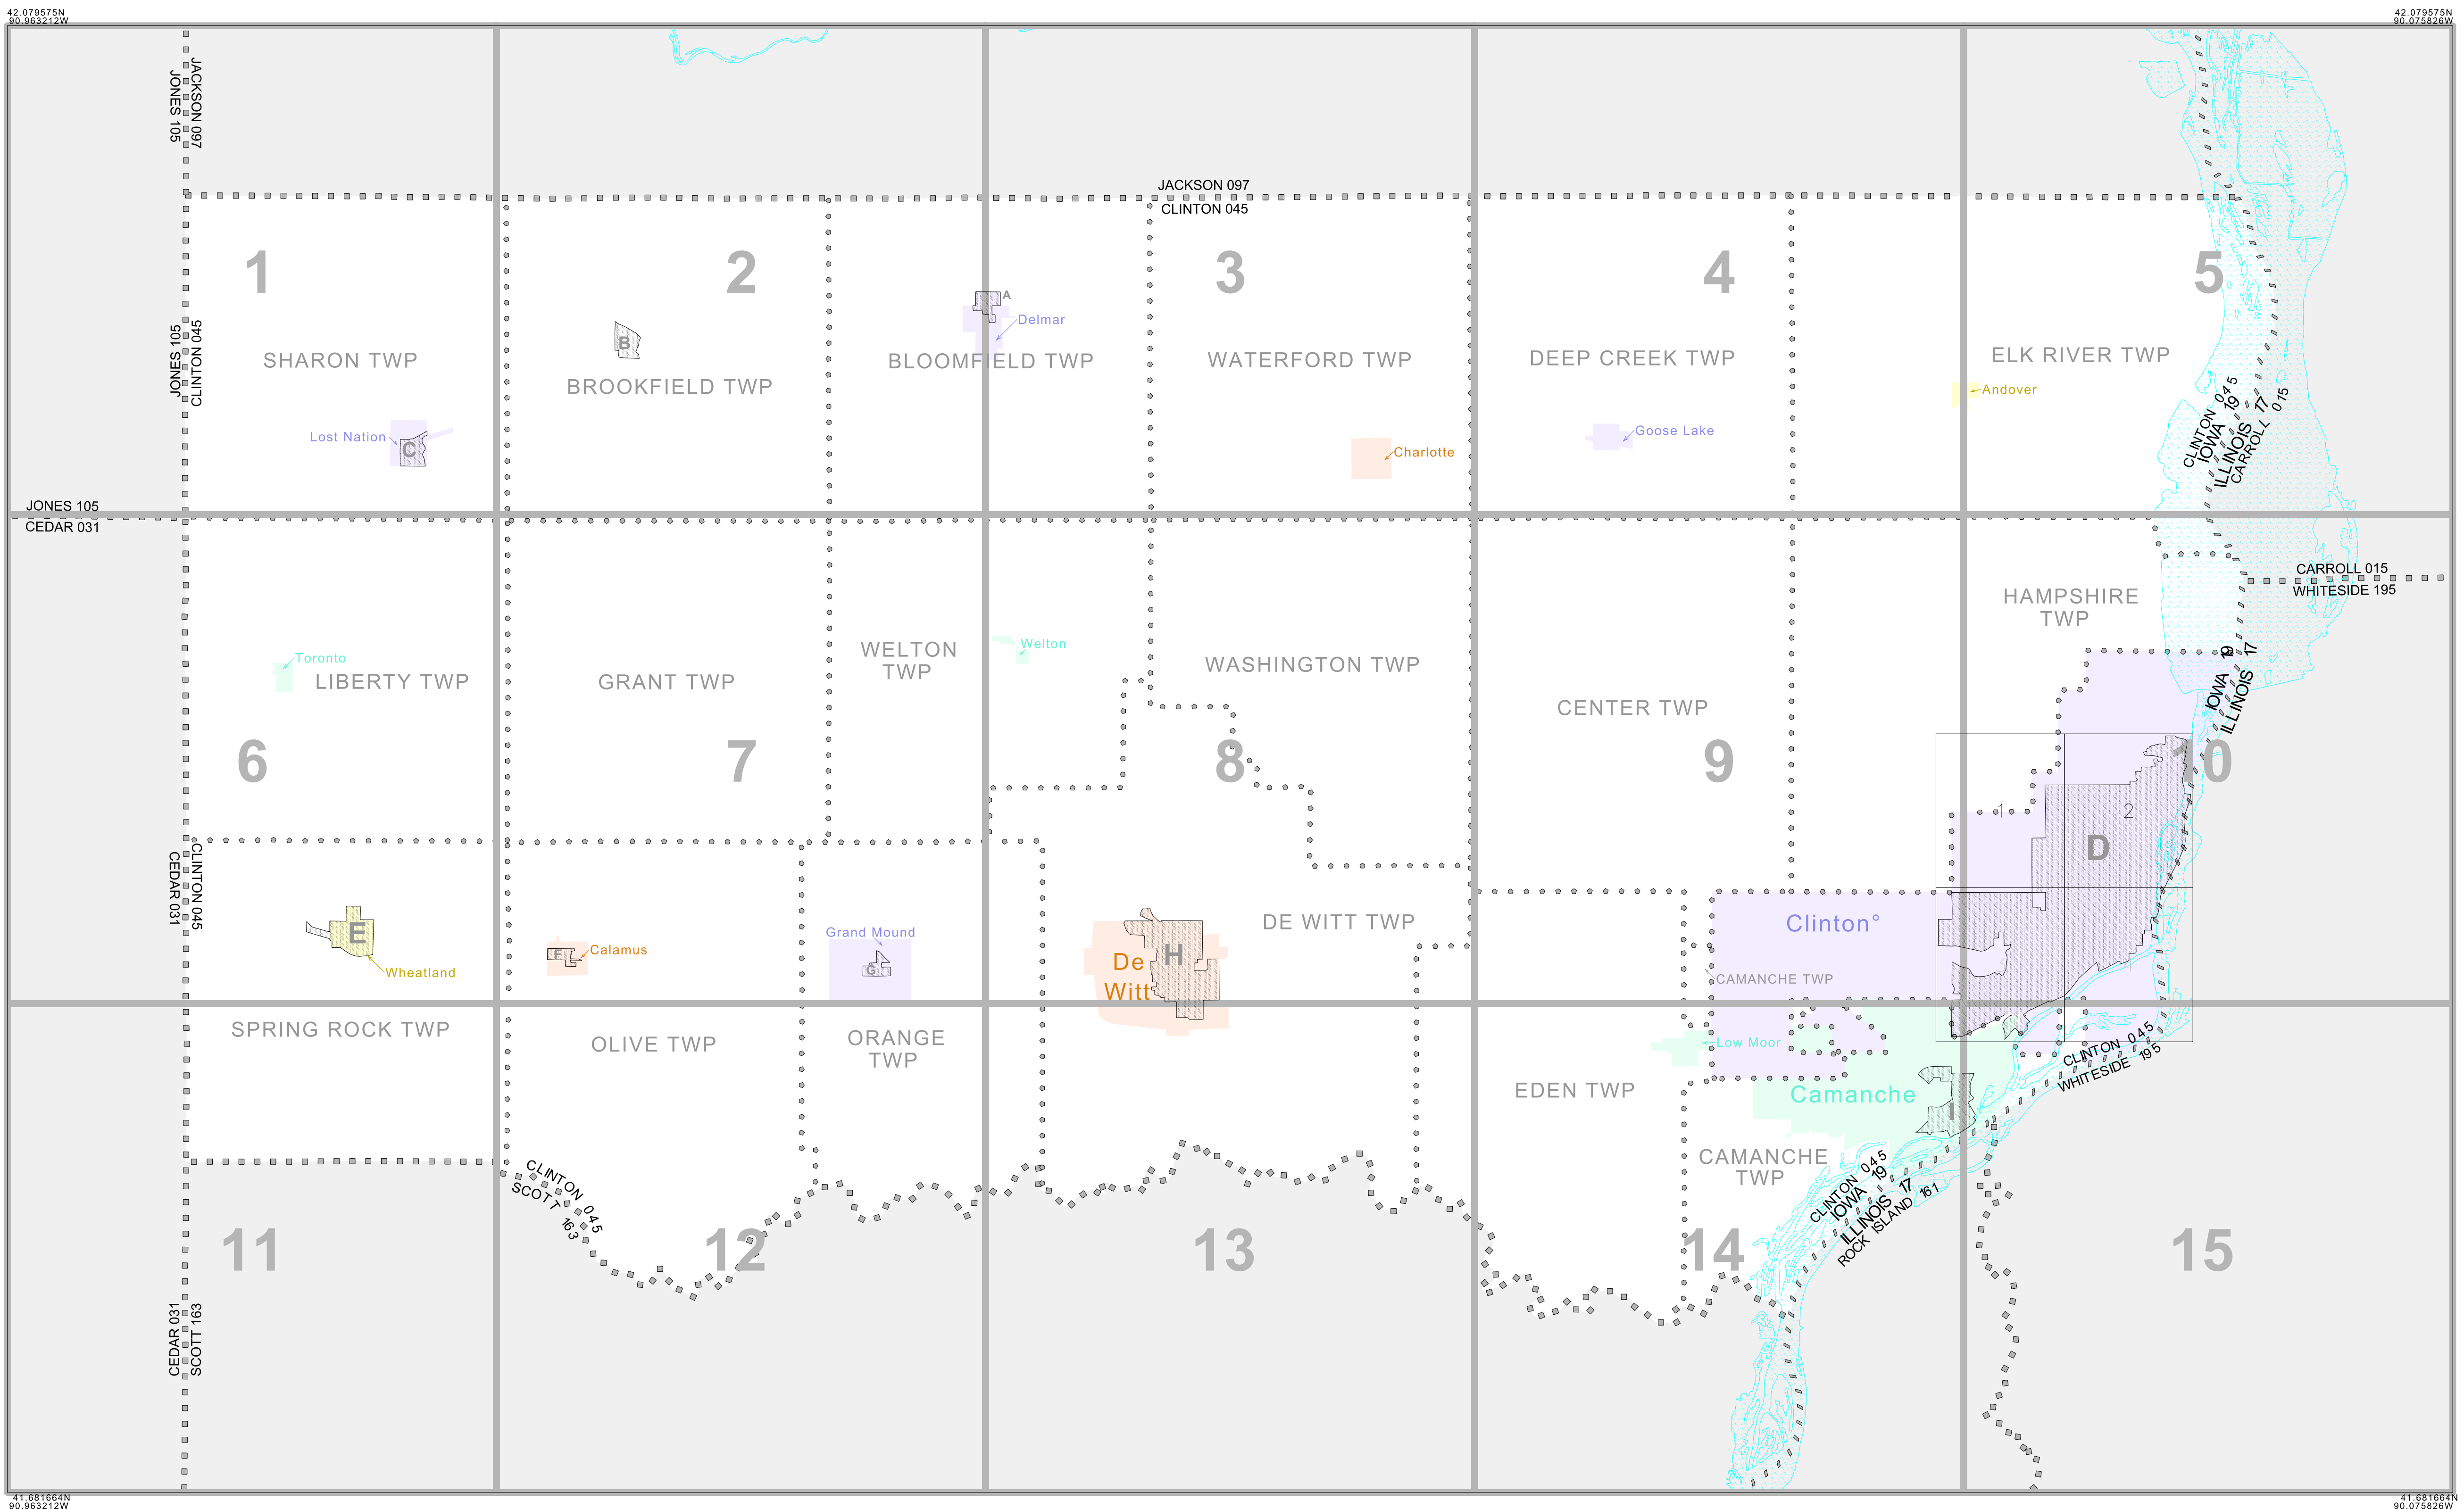 42.079575N
90.963212W
42.079575N
90.075826W
JONES 105
JACKSON 097
JACKSON 097
CLINTON 045
1
2
3
4
5
A
Delmar
B
JONES 105
CLINTON 045
SHARON TWP
BROOKFIELD TWP
BLOOMFIELD TWP
WATERFORD TWP
DEEP CREEK TWP
ELK RIVER TWP
Andover
Lost Nation
C
Charlotte
Goose Lake
CLINTON 045
IOWA 19
ILLINOIS 17
CARROLL 015
JONES 105
CEDAR 031
CARROLL 015
WHITESIDE 195
HAMPSHIRE
TWP
Toronto
LIBERTY TWP
GRANT TWP
WELTON
TWP
Welton
WASHINGTON TWP
CENTER TWP
IOWA 19
ILLINOIS 17
6
7
8
9
10
1
2
D
CEDAR 031
CLINTON 045
E
Wheatland
F
Calamus
Grand Mound
G
De
Witt
H
DE WITT TWP
Clinton°
CAMANCHE TWP
3
4
SPRING ROCK TWP
OLIVE TWP
ORANGE
TWP
Low Moor
EDEN TWP
Camanche
I
CLINTON 045
WHITESIDE 195
CAMANCHE
TWP
CLINTON 045
SCOTT 163
CLINTON 045
IOWA 19
ILLINOIS 17
ROCK ISLAND 161
11
12
13
14
15
CEDAR 031
SCOTT 163
41.681664N
90.963212W
41.681664N
90.075826W